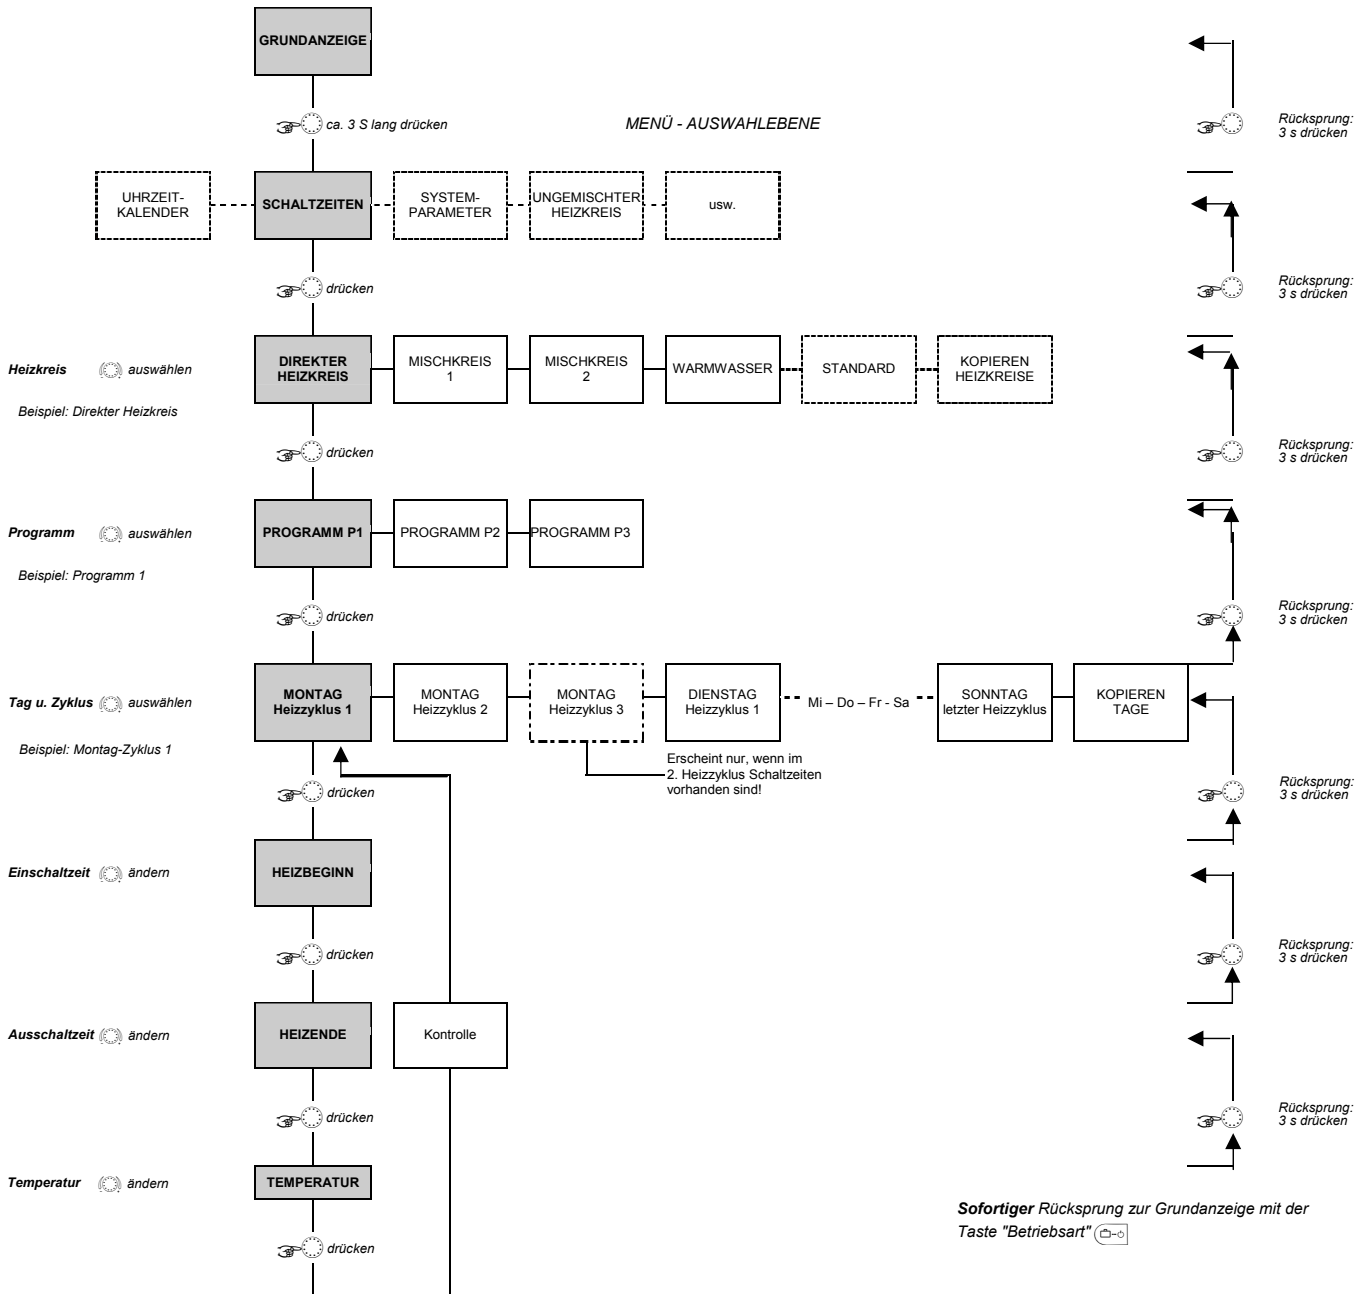 GRUNDANZEIGE
ca. 3 S lang drücken
MENÜ - AUSWAHLEBENE
Rücksprung:
3 s drücken
UHRZEIT-
KALENDER
SCHALTZEITEN
SYSTEM-
PARAMETER
UNGEMISCHTER
HEIZKREIS
usw.
drücken
Rücksprung:
3 s drücken
Heizkreis auswählen
Beispiel: Direkter Heizkreis
DIREKTER
HEIZKREIS
MISCHKREIS
1
MISCHKREIS
2
WARMWASSER
STANDARD
KOPIEREN
HEIZKREISE
drücken
Rücksprung:
3 s drücken
Programm auswählen
Beispiel: Programm 1
PROGRAMM P1
PROGRAMM P2
PROGRAMM P3
drücken
Rücksprung:
3 s drücken
Tag u. Zyklus auswählen
Beispiel: Montag-Zyklus 1
MONTAG
Heizzyklus 1
MONTAG
Heizzyklus 2
MONTAG
Heizzyklus 3
DIENSTAG
Heizzyklus 1
Mi – Do – Fr - Sa
SONNTAG
letzter Heizzyklus
KOPIEREN
TAGE
Erscheint nur, wenn im
2. Heizzyklus Schaltzeiten
vorhanden sind!
drücken
Rücksprung:
3 s drücken
Einschaltzeit ändern
HEIZBEGINN
drücken
Rücksprung:
3 s drücken
Ausschaltzeit ändern
HEIZENDE
Kontrolle
drücken
Rücksprung:
3 s drücken
Temperatur ändern
TEMPERATUR
drücken
Sofortiger Rücksprung zur Grundanzeige mit der
Taste "Betriebsart"